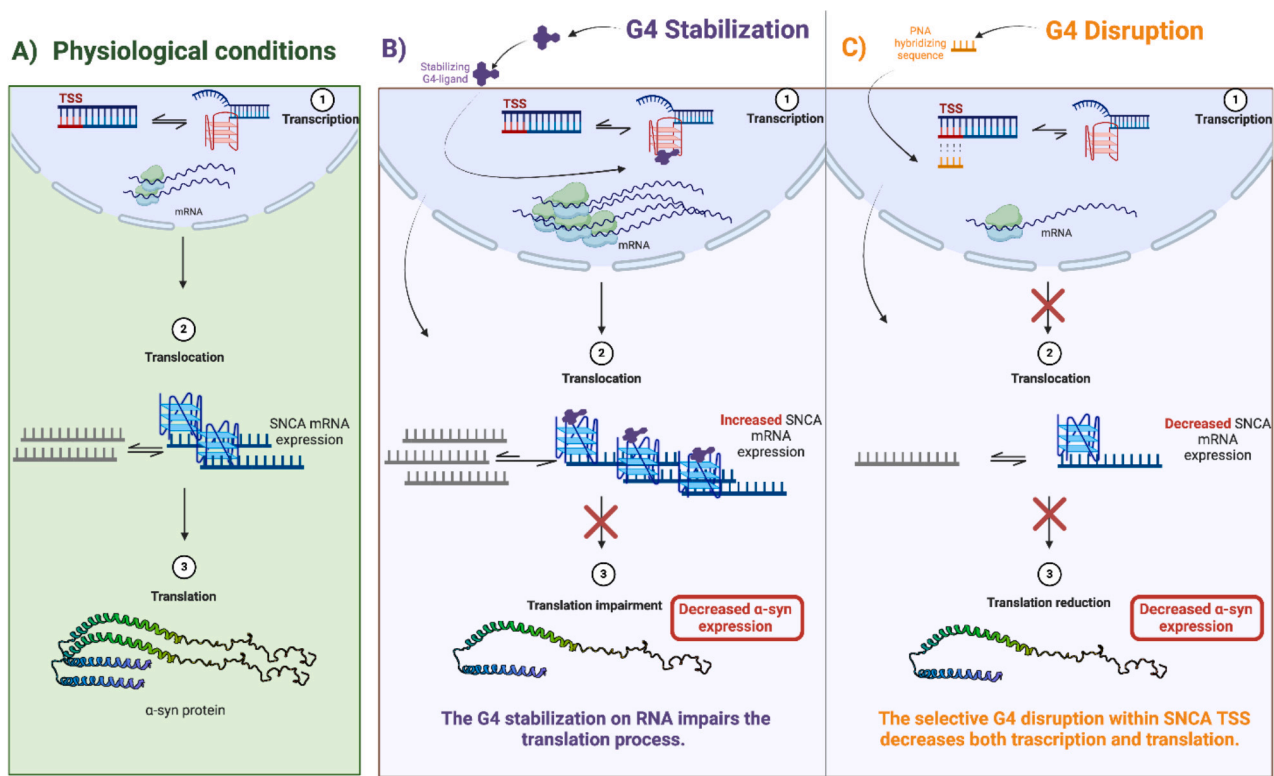 A) Physiological conditions
TSS
1
Transcription
mRNA
2
Translocation
SNCA mRNA
expression
3
Translation
α-syn protein
B)
G4 Stabilization
Stabilizing
G4-ligand
TSS
1
Transcription
mRNA
2
Translocation
Increased SNCA
mRNA
expression
3
Translation impairment
Decreased α-syn
expression
The G4 stabilization on RNA impairs the
translation process.
C)
PNA
hybridizing
sequence
G4 Disruption
TSS
1
Transcription
mRNA
2
Translocation
Decreased SNCA
mRNA
expression
3
Translation reduction
Decreased α-syn
expression
The selective G4 disruption within SNCA TSS
decreases both trascription and translation.